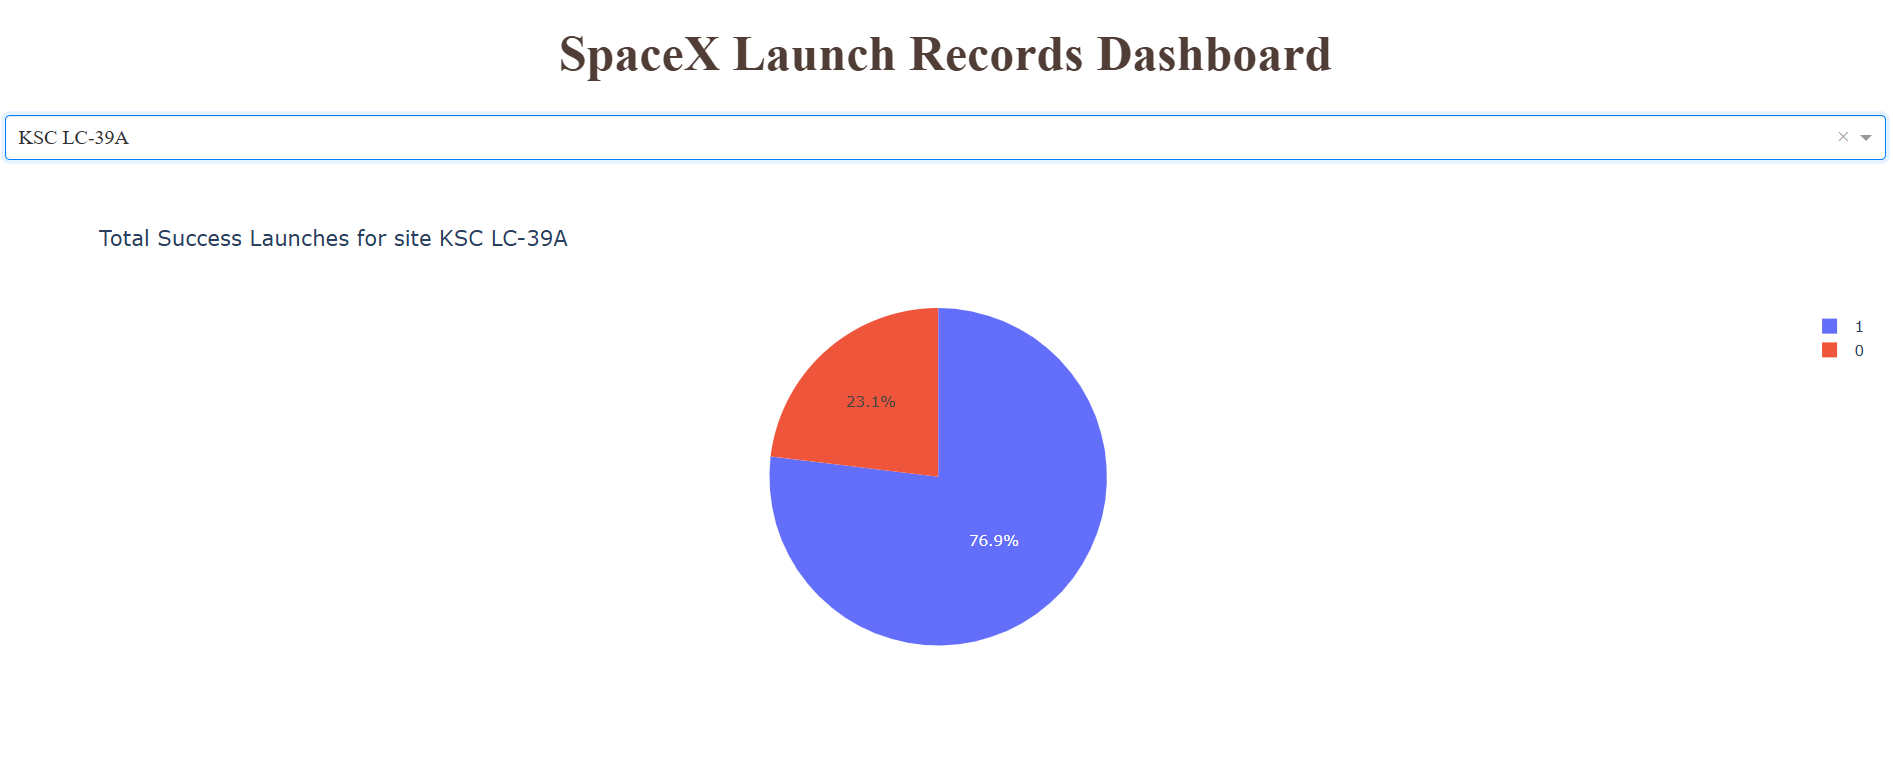 SpaceX Launch Records Dashboard
KSC LC-39A
Total Success Launches for site KSC LC-39A
1
0
23.1%
76.9%